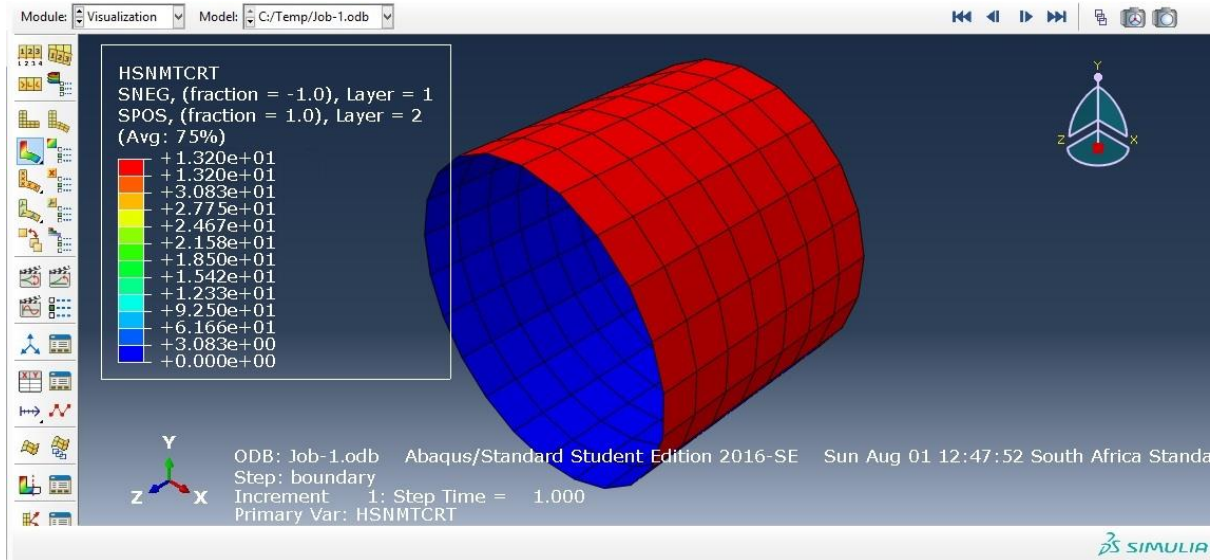 Module: Visualization Model: C:/Temp/Job-1.odb
HSNMTCRT
SNEG, (fraction = -1.0), Layer = 1
SPOS, (fraction = 1.0), Layer = 2
(Avg: 75%)
+1.320e+01
+1.320e+01
+3.083e+01
+2.775e+01
+2.467e+01
+2.158e+01
+1.850e+01
+1.542e+01
+1.233e+01
+9.250e+01
+6.166e+01
+3.083e+00
+0.000e+00
Y
Z
X
Y
Z
X
ODB: Job-1.odb Abaqus/Standard Student Edition 2016-SE Sun Aug 01 12:47:52 South Africa Standa
Step: boundary
Increment 1: Step Time = 1.000
Primary Var: HSNMTCRT
SIMULIA